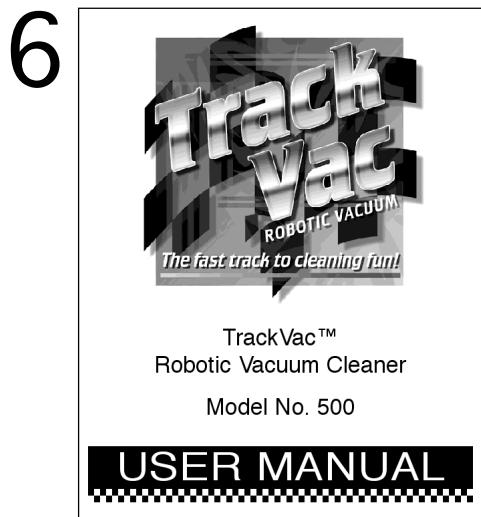 6
Track
Vac
ROBOTIC VACUUM
The fast track to cleaning fun!
TrackVac™
Robotic Vacuum Cleaner
Model No. 500
USER MANUAL